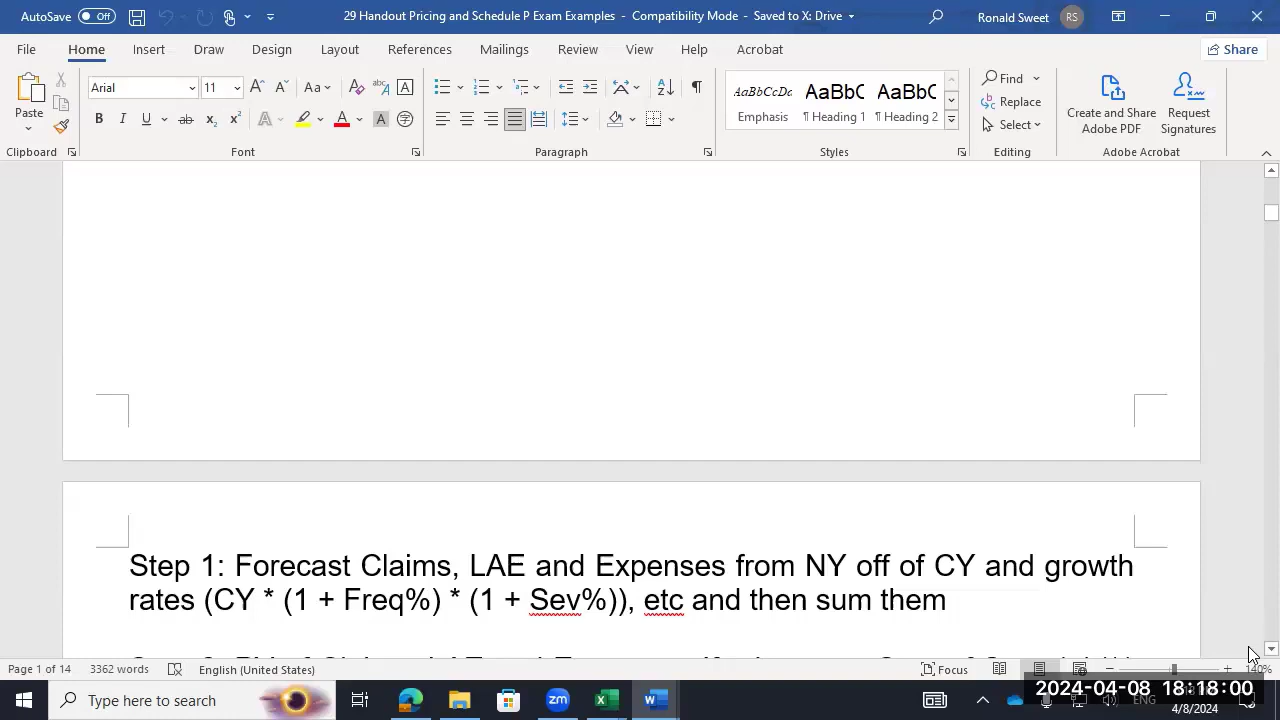 AutoSave Off 29 Handout Pricing and Schedule P Exam Examples - Compatibility Mode - Saved to X: Drive Ronald Sweet RS
File Home Insert Draw Design Layout References Mailings Review View Help Acrobat Share
Paste
Clipboard
Arial 11
Font
Paragraph
AaBbCcDc AaBbC AaBbC
Emphasis ¶ Heading 1 ¶ Heading 2
Styles
Find
Replace
Select
Editing
Create and Share
Adobe PDF
Request
Signatures
Adobe Acrobat
Step 1: Forecast Claims, LAE and Expenses from NY off of CY and growth
rates (CY * (1 + Freq%) * (1 + Sev%)), etc and then sum them
Page 1 of 14 3362 words English (United States) Focus 140%
Type here to search
2024-04-08 18:18:00
ENG
4/8/2024